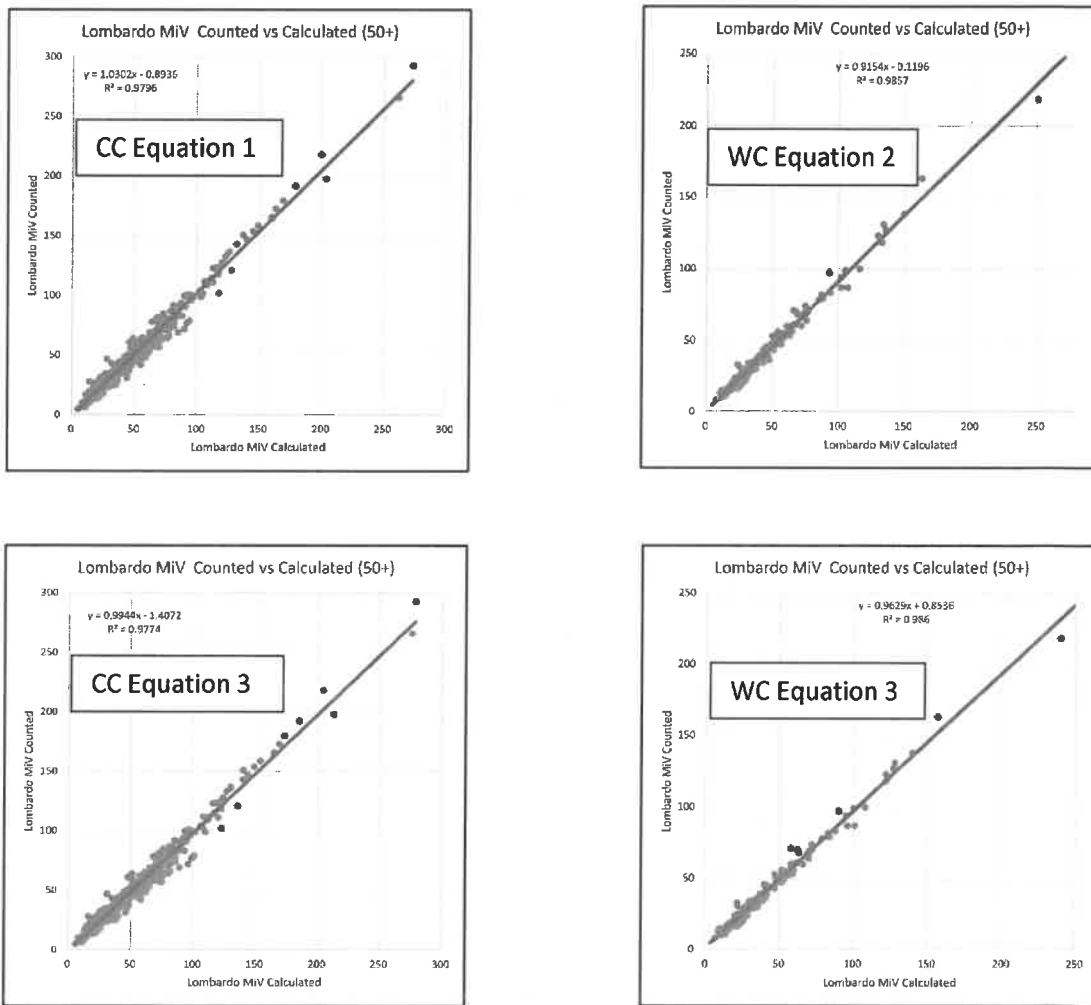 Lombardo MiV Counted vs Calculated (50+)
y = 1.0302x - 0.8936
R² = 0.9796
CC Equation 1
Lombardo MiV Counted
300
250
200
150
100
50
0
0 50 100 150 200 250 300
Lombardo MiV Calculated
Lombardo MiV Counted vs Calculated (50+)
y = 0.9154x - 0.1196
R² = 0.9857
WC Equation 2
Lombardo MiV Counted
250
200
150
100
50
0
0 50 100 150 200 250
Lombardo MiV Calculated
Lombardo MiV Counted vs Calculated (50+)
y = 0.9944x - 1.4072
R² = 0.9774
CC Equation 3
Lombardo MiV Counted
300
250
200
150
100
50
0
0 50 100 150 200 250 300
Lombardo MiV Calculated
Lombardo MiV Counted vs Calculated (50+)
y = 0.9629x + 0.8536
R² = 0.986
WC Equation 3
Lombardo MiV Counted
250
200
150
100
50
0
0 50 100 150 200 250
Lombardo MiV Calculated